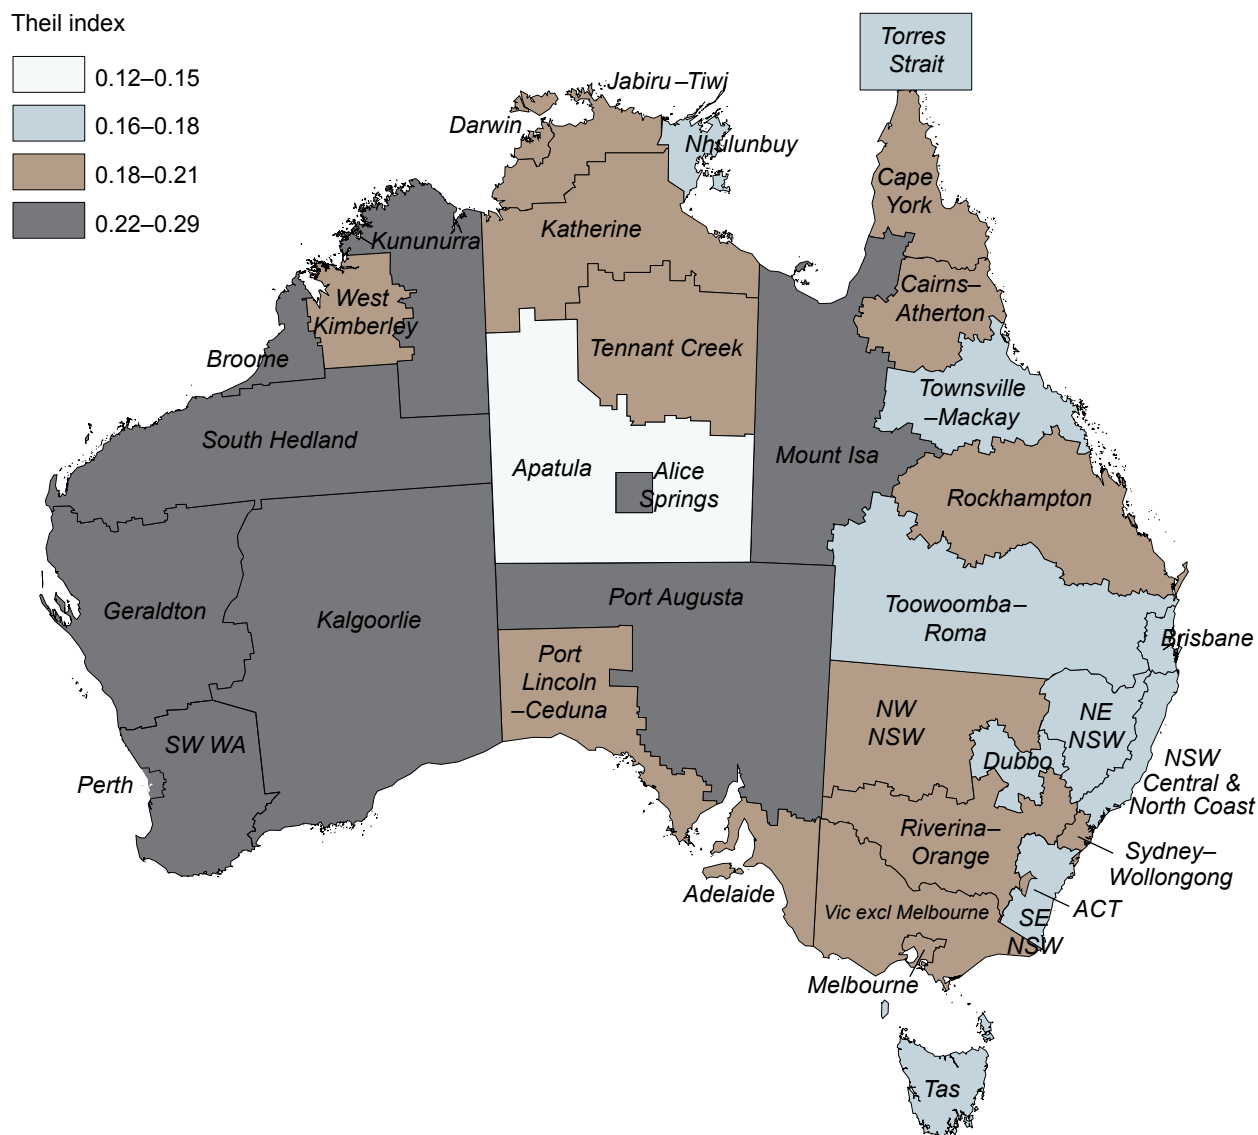 Theil index
0.12–0.15
0.16–0.18
0.18–0.21
0.22–0.29
Torres
Strait
Jabiru –Tiwi
Darwin
Nhulunbuy
Cape
York
Katherine
Kununurra
Cairns–
Atherton
West
Kimberley
Broome
Tennant Creek
Townsville
–Mackay
South Hedland
Mount Isa
Apatula
Alice
Springs
Rockhampton
Port Augusta
Toowoomba–
Roma
Geraldton
Kalgoorlie
Brisbane
Port
Lincoln
–Ceduna
NW
NSW
NE
NSW
SW WA
Dubbo
NSW
Central &
North Coast
Perth
Riverina–
Orange
Sydney–
Wollongong
Adelaide
Vic excl Melbourne
ACT
SE
NSW
Melbourne
Tas